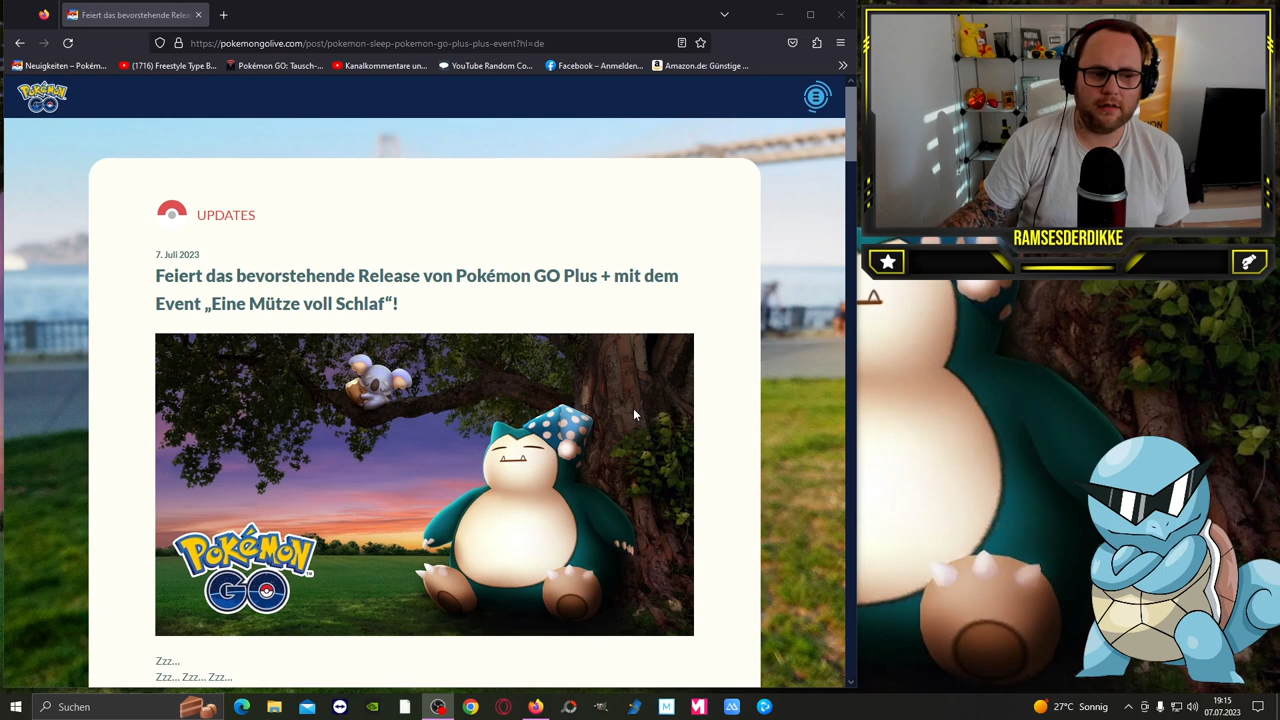 Feiert das bevorstehende Relea
https://pokemongolive.com/post/pokemon-sleep-pokemon-go-plus-plus-event?hl=de
Neuigkeiten – Pokém...
(1716) Freestyle Type B...
Pokémon GO: Tausch-...
Kanalkommentare un...
YouTube Random Co...
Facebook – Anmelden...
Amazon.de: Günstige ...
POKÉMON GO
UPDATES
7. Juli 2023
Feiert das bevorstehende Release von Pokémon GO Plus + mit dem
Event „Eine Mütze voll Schlaf“!
POKÉMON
GO
Zzz…
Zzz… Zzz… Zzz…
RAMSESDERDIKKE
Suchen
27°C Sonnig
19:15
07.07.2023